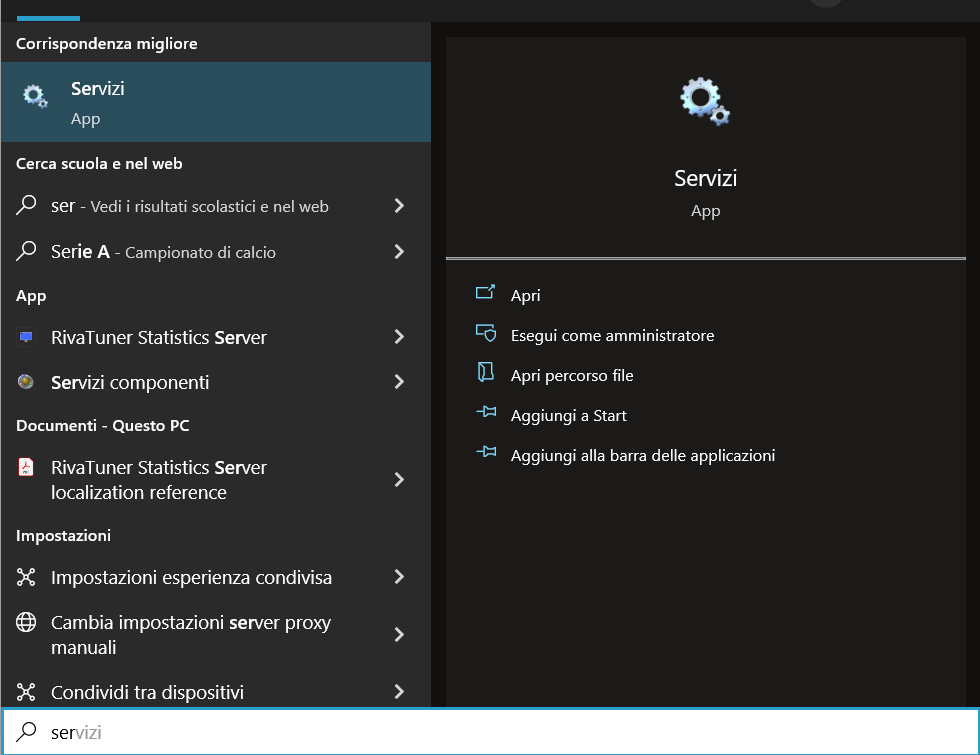 Corrispondenza migliore
Servizi
App
Cerca scuola e nel web
ser - Vedi i risultati scolastici e nel web
Serie A - Campionato di calcio
App
RivaTuner Statistics Server
Servizi componenti
Documenti - Questo PC
RivaTuner Statistics Server
localization reference
Impostazioni
Impostazioni esperienza condivisa
Cambia impostazioni server proxy
manuali
Condividi tra dispositivi
servizi
Servizi
App
Apri
Esegui come amministratore
Apri percorso file
Aggiungi a Start
Aggiungi alla barra delle applicazioni